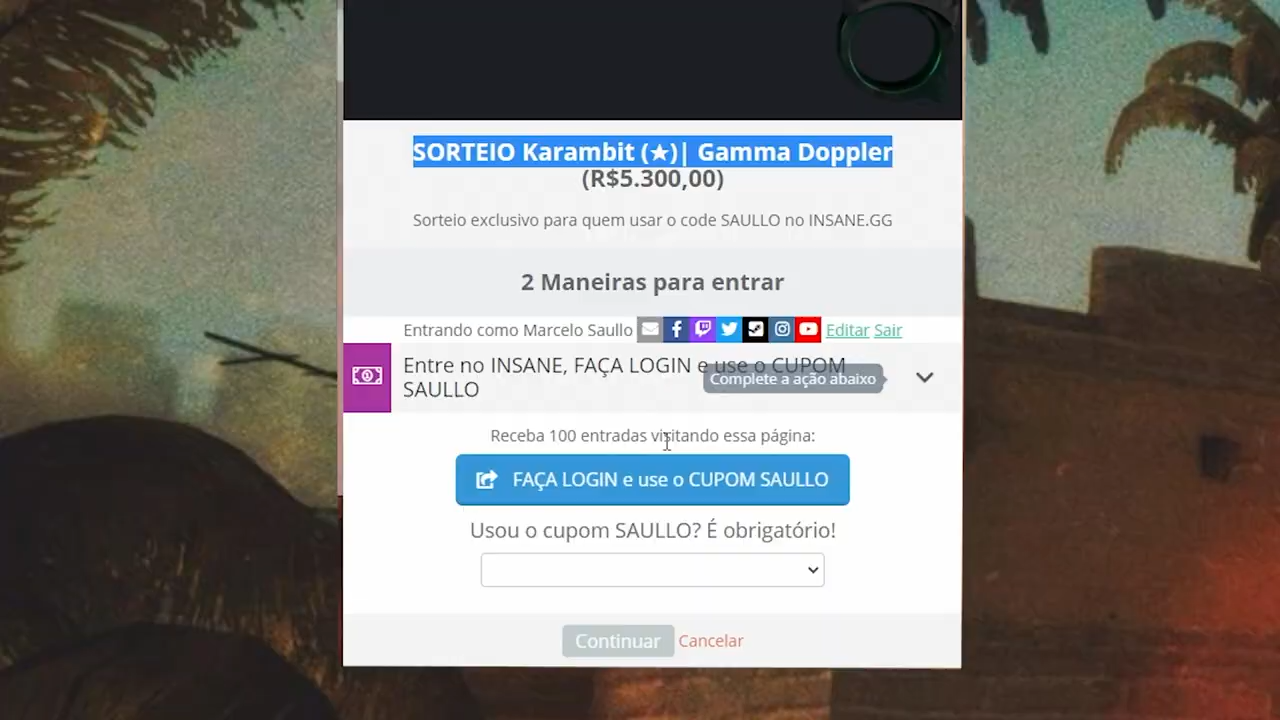 SORTEIO Karambit (★)| Gamma Doppler
(R$5.300,00)
Sorteio exclusivo para quem usar o code SAULLO no INSANE.GG
2 Maneiras para entrar
Entrando como Marcelo Saullo Editar Sair
Entre no INSANE, FAÇA LOGIN e use o CUPOM
SAULLO
Complete a ação abaixo
Receba 100 entradas visitando essa página:
FAÇA LOGIN e use o CUPOM SAULLO
Usou o cupom SAULLO? É obrigatório!
Continuar Cancelar